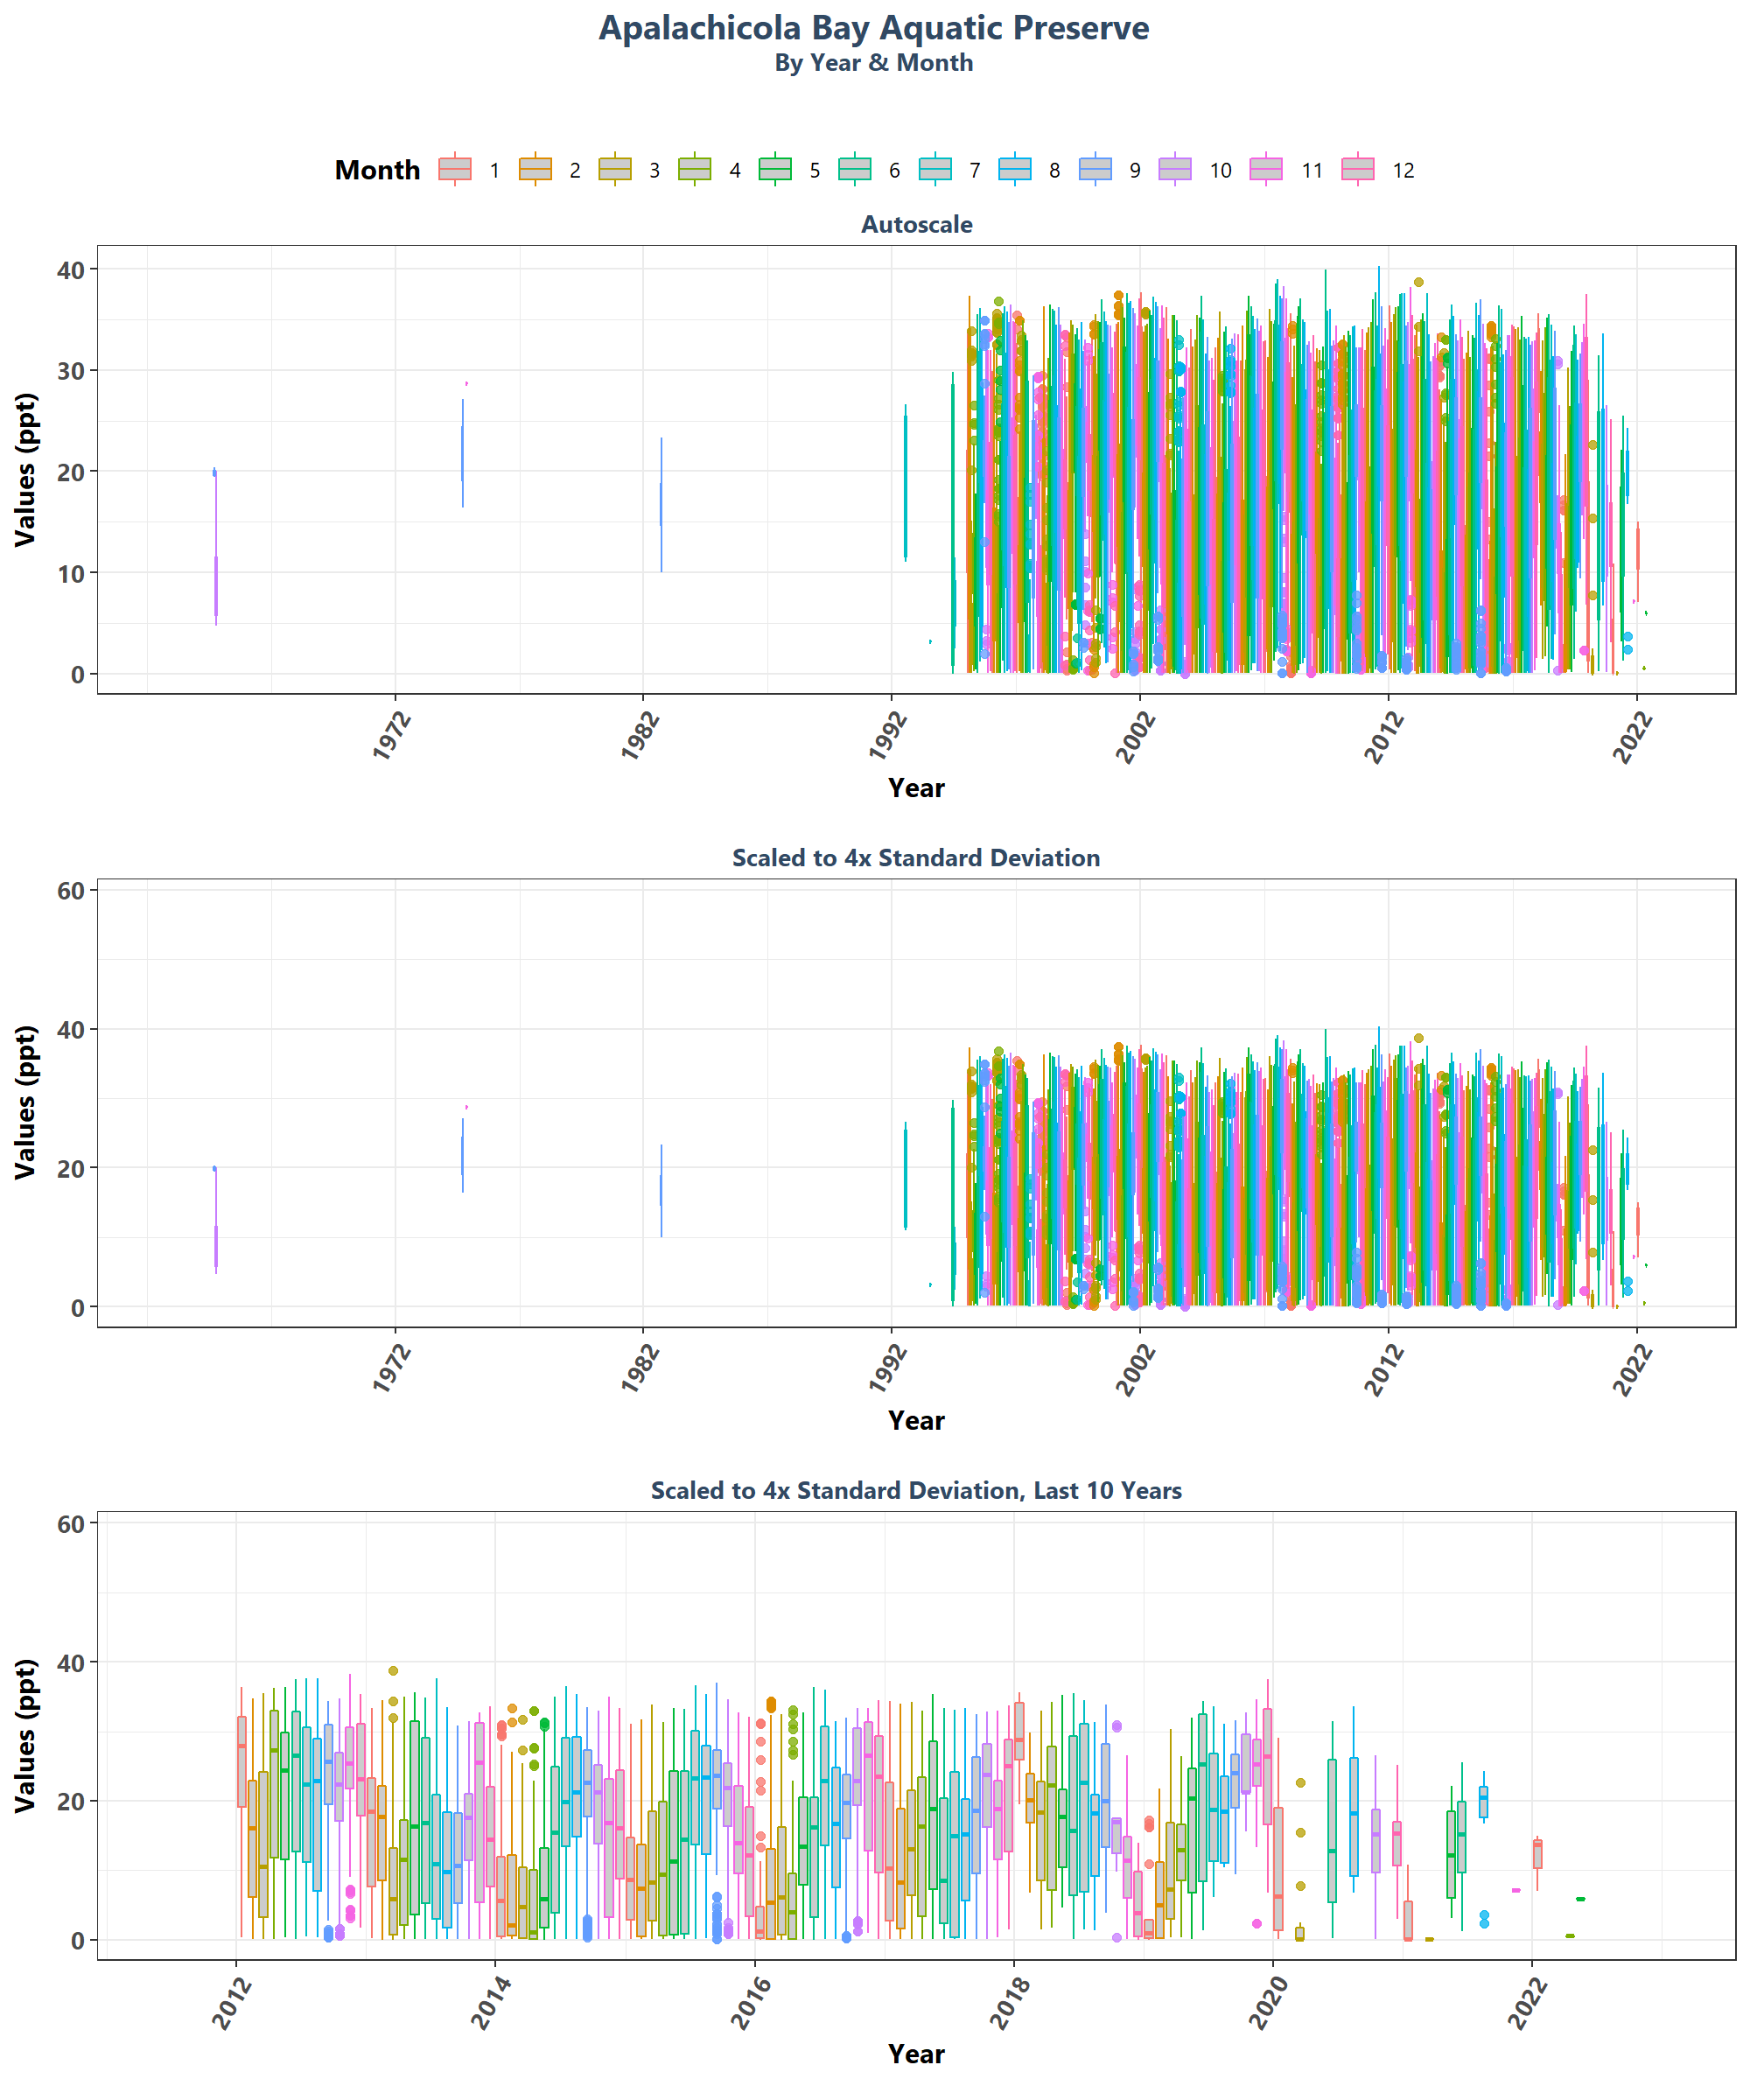 Apalachicola Bay Aquatic Preserve
By Year & Month
Month 1 2 3 4 5 6 7 8 9 10 11 12
Autoscale
Values (ppt)
40
30
20
10
0
1972 1982 1992 2002 2012 2022
Year
Scaled to 4x Standard Deviation
Values (ppt)
60
40
20
0
1972 1982 1992 2002 2012 2022
Year
Scaled to 4x Standard Deviation, Last 10 Years
Values (ppt)
60
40
20
0
2012 2014 2016 2018 2020 2022
Year